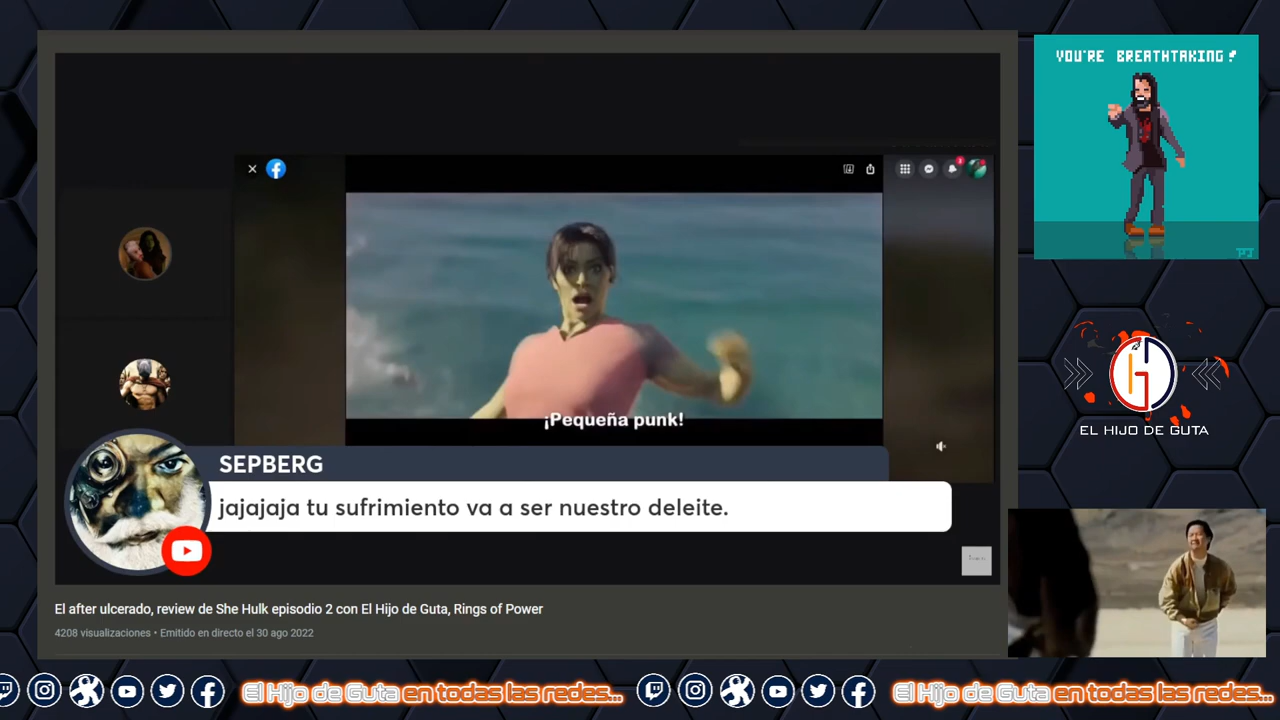 YOU'RE BREATHTAKING!
PJ
¡Pequeña punk!
SEPBERG
jajajaja tu sufrimiento va a ser nuestro deleite.
EL HIJO DE GUTA
El after ulcerado, review de She Hulk episodio 2 con El Hijo de Guta, Rings of Power
4208 visualizaciones • Emitido en directo el 30 ago 2022
El Hijo de Guta en todas las redes... El Hijo de Guta en todas las redes...